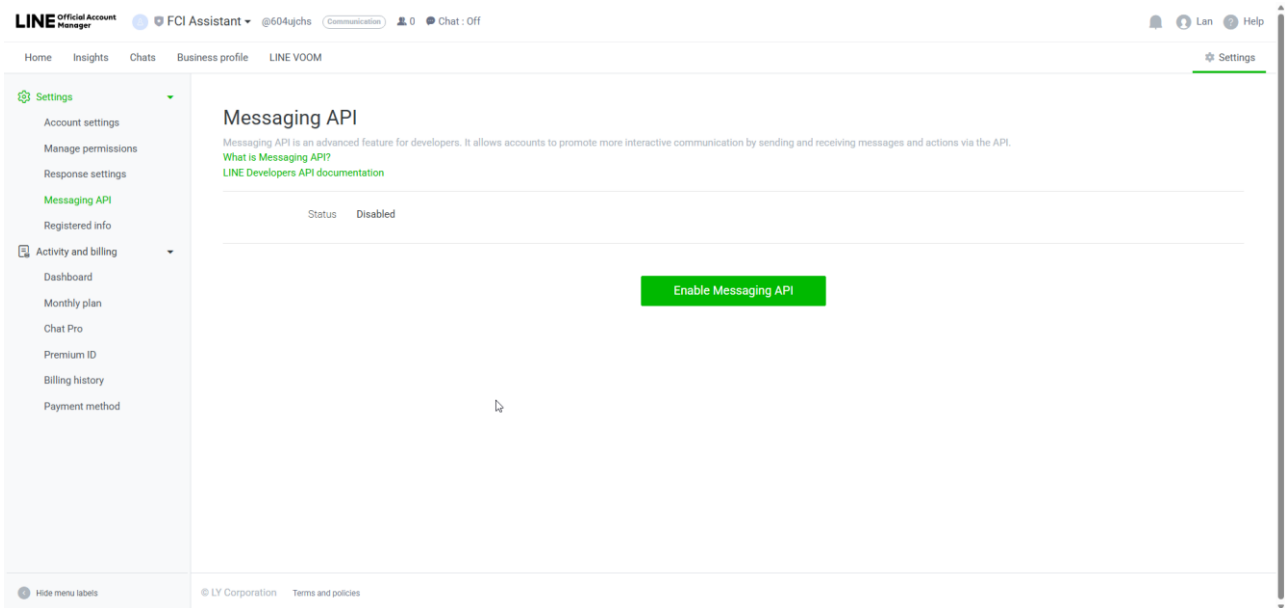 LINE Official Account Manager FCI Assistant @604ujchs Communication 0 Chat : Off Lan ? Help
Home Insights Chats Business profile LINE VOOM Settings
Settings
Account settings
Manage permissions
Response settings
Messaging API
Registered info
Activity and billing
Dashboard
Monthly plan
Chat Pro
Premium ID
Billing history
Payment method
Hide menu labels
Messaging API
Messaging API is an advanced feature for developers. It allows accounts to promote more interactive communication by sending and receiving messages and actions via the API.
What is Messaging API?
LINE Developers API documentation
Status Disabled
Enable Messaging API
© LY Corporation Terms and policies